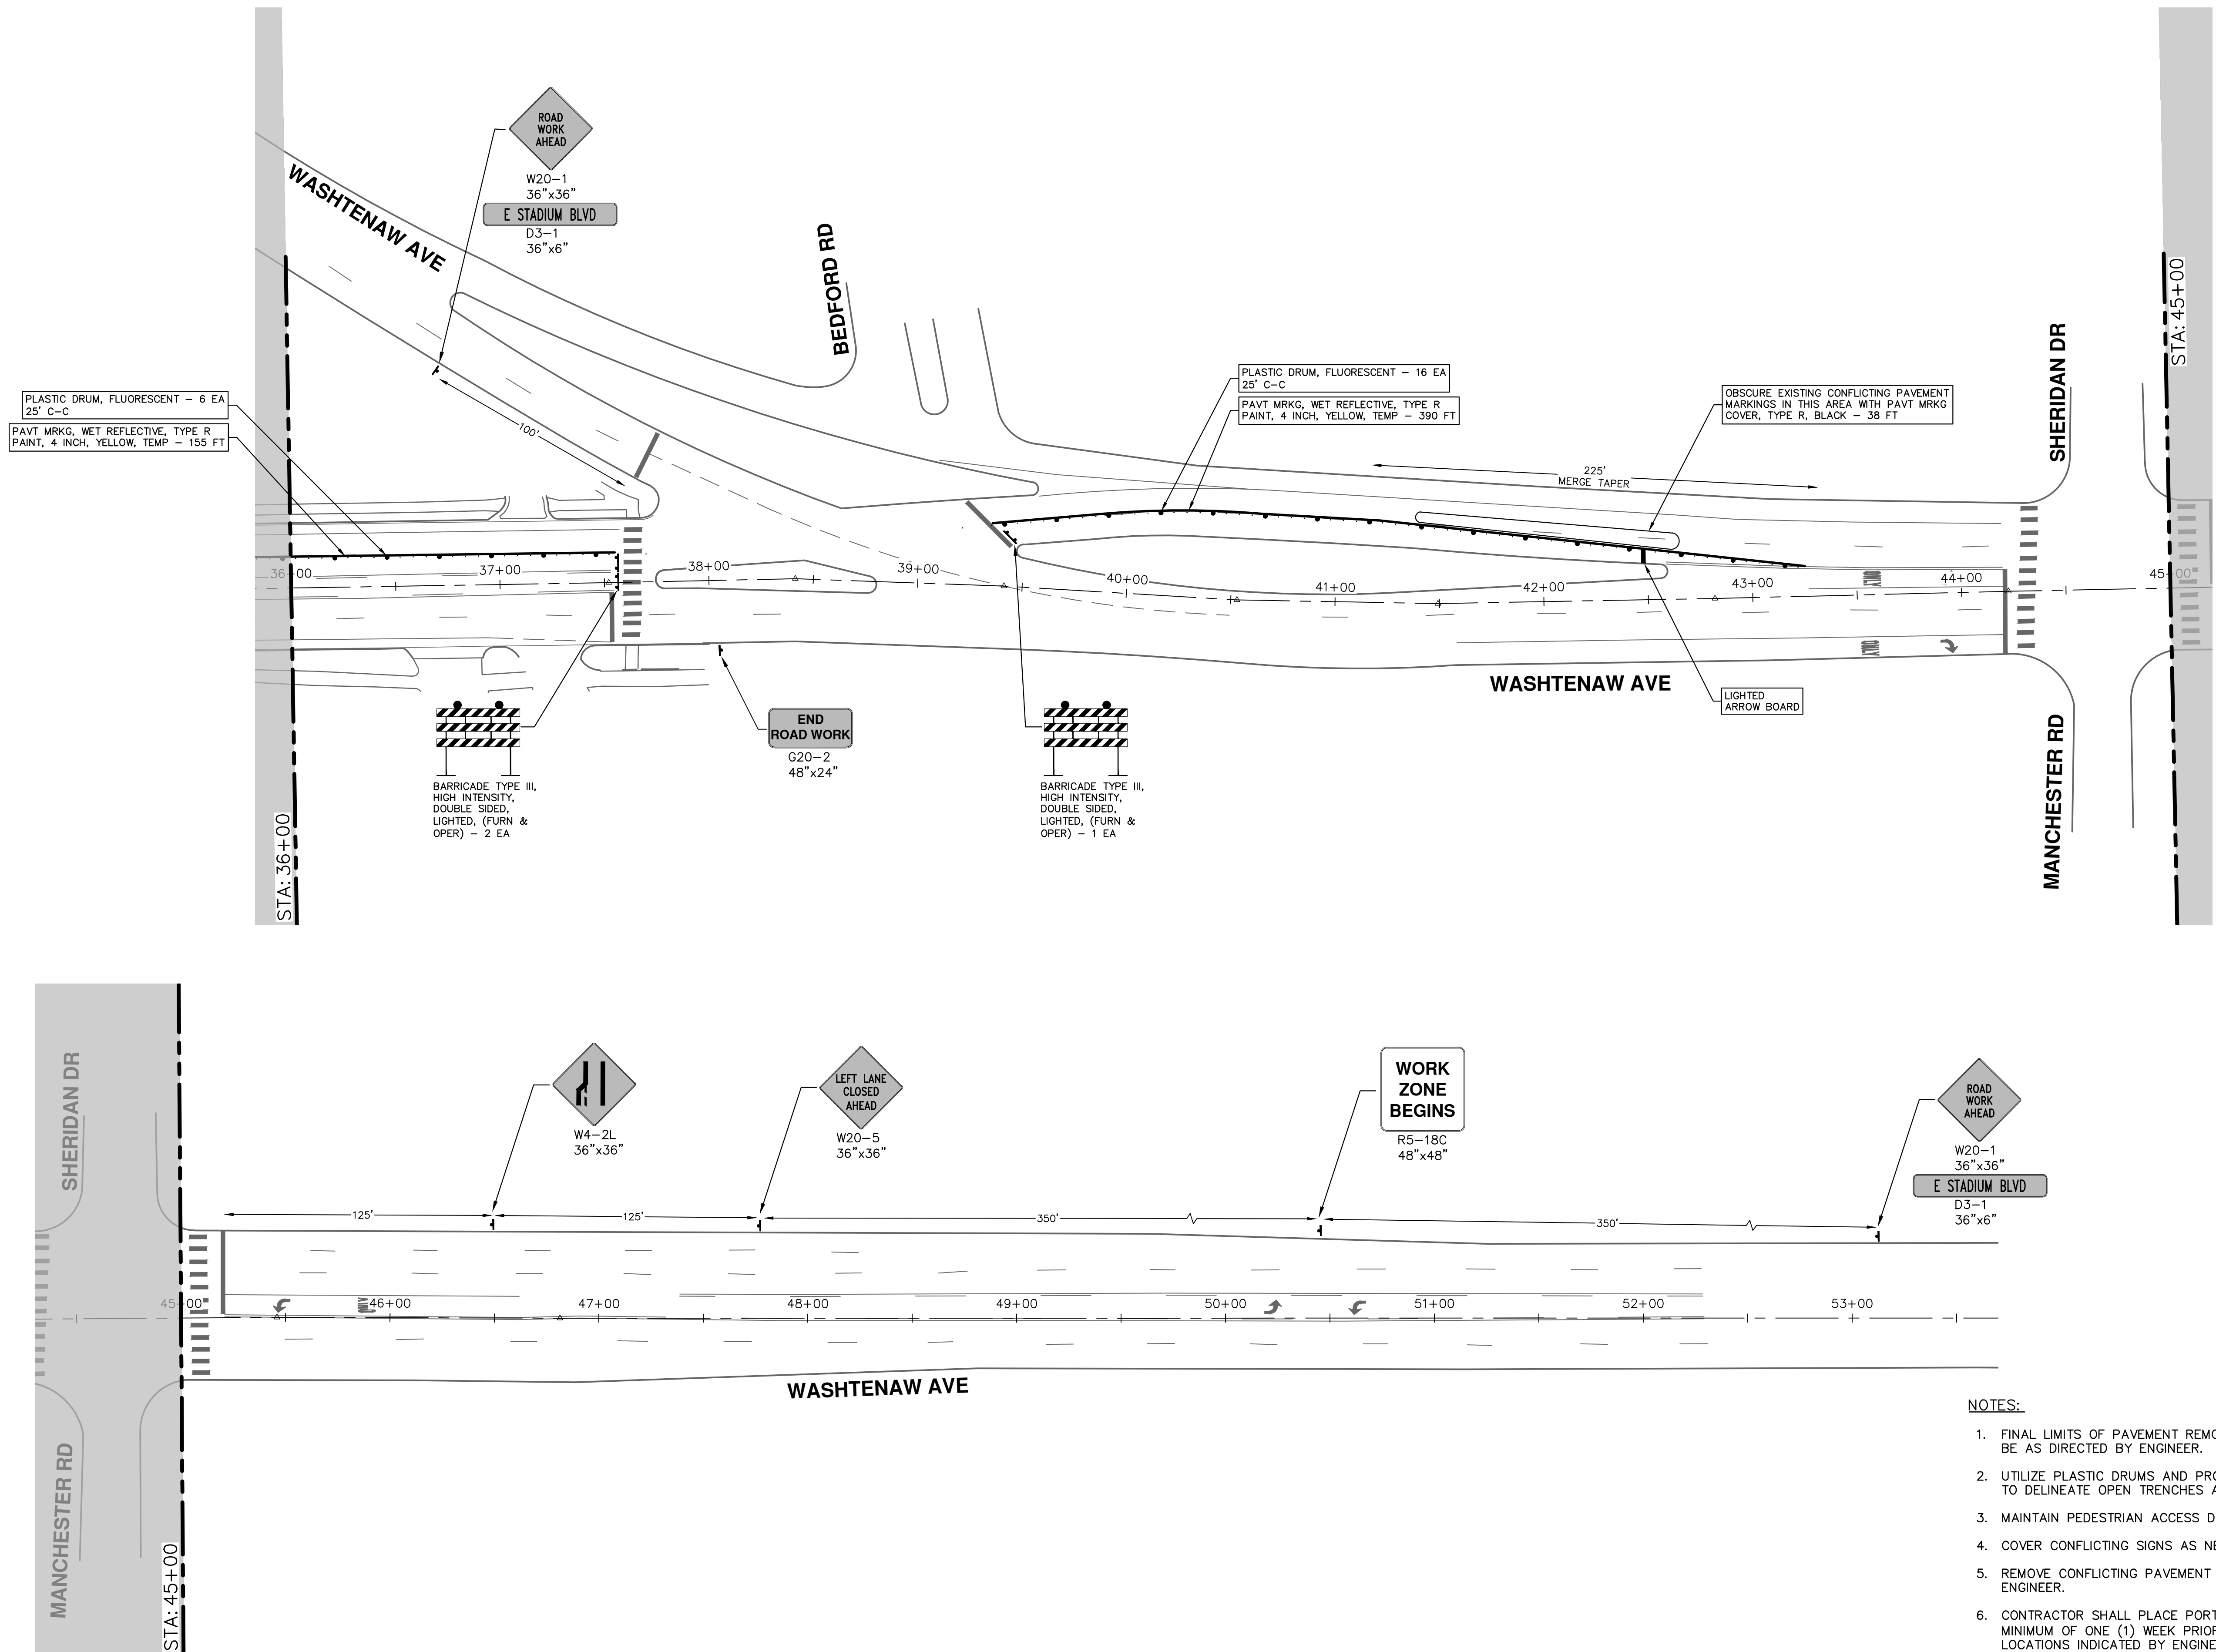 ROAD
WORK
AHEAD
W20-1
36"x36"
E STADIUM BLVD
D3-1
36"x6"
WASHTENAW AVE
BEDFORD RD
SHERIDAN DR
STA: 45+00
PLASTIC DRUM, FLUORESCENT – 6 EA
25' C-C
PAVT MRKG, WET REFLECTIVE, TYPE R
PAINT, 4 INCH, YELLOW, TEMP – 155 FT
100'
PLASTIC DRUM, FLUORESCENT – 16 EA
25' C-C
PAVT MRKG, WET REFLECTIVE, TYPE R
PAINT, 4 INCH, YELLOW, TEMP – 390 FT
OBSCURE EXISTING CONFLICTING PAVEMENT
MARKINGS IN THIS AREA WITH PAVT MRKG
COVER, TYPE R, BLACK – 38 FT
225'
MERGE TAPER
36+00
37+00
38+00
39+00
40+00
41+00
42+00
43+00
44+00
45+00
ONLY
ONLY
WASHTENAW AVE
LIGHTED
ARROW BOARD
END
ROAD WORK
G20-2
48"x24"
BARRICADE TYPE III,
HIGH INTENSITY,
DOUBLE SIDED,
LIGHTED, (FURN &
OPER) – 2 EA
BARRICADE TYPE III,
HIGH INTENSITY,
DOUBLE SIDED,
LIGHTED, (FURN &
OPER) – 1 EA
STA: 36+00
MANCHESTER RD
SHERIDAN DR
W4-2L
36"x36"
LEFT LANE
CLOSED
AHEAD
W20-5
36"x36"
WORK
ZONE
BEGINS
R5-18C
48"x48"
ROAD
WORK
AHEAD
W20-1
36"x36"
E STADIUM BLVD
D3-1
36"x6"
125'
125'
350'
350'
45+00
ONLY
46+00
47+00
48+00
49+00
50+00
51+00
52+00
53+00
WASHTENAW AVE
MANCHESTER RD
STA: 45+00
NOTES:
1. FINAL LIMITS OF PAVEMENT
BE AS DIRECTED BY ENGINEER.
2. UTILIZE PLASTIC DRUMS AND
TO DELINEATE OPEN TRENCHES
3. MAINTAIN PEDESTRIAN ACCESS
4. COVER CONFLICTING SIGNS AS
5. REMOVE CONFLICTING PAVEMENT
ENGINEER.
6. CONTRACTOR SHALL PLACE
MINIMUM OF ONE (1) WEEK
LOCATIONS INDICATED BY